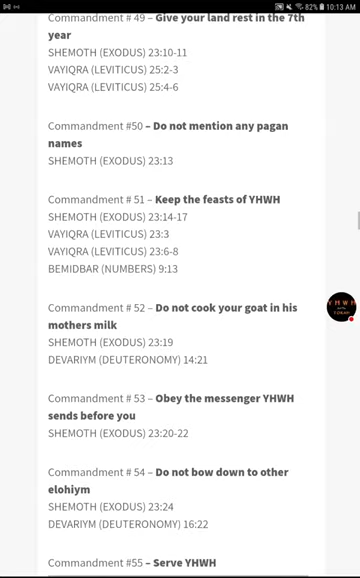 82% 10:13 AM
Commandment # 49 – Give your land rest in the 7th
year
SHEMOTH (EXODUS) 23:10-11
VAYIQRA (LEVITICUS) 25:2-3
VAYIQRA (LEVITICUS) 25:4-6
Commandment #50 – Do not mention any pagan
names
SHEMOTH (EXODUS) 23:13
Commandment # 51 – Keep the feasts of YHWH
SHEMOTH (EXODUS) 23:14-17
VAYIQRA (LEVITICUS) 23:3
VAYIQRA (LEVITICUS) 23:6-8
BEMIDBAR (NUMBERS) 9:13
Commandment # 52 – Do not cook your goat in his
mothers milk
SHEMOTH (EXODUS) 23:19
DEVARIYM (DEUTERONOMY) 14:21
YHWH
TORAH
Commandment # 53 – Obey the messenger YHWH
sends before you
SHEMOTH (EXODUS) 23:20-22
Commandment # 54 – Do not bow down to other
elohiym
SHEMOTH (EXODUS) 23:24
DEVARIYM (DEUTERONOMY) 16:22
Commandment #55 – Serve YHWH